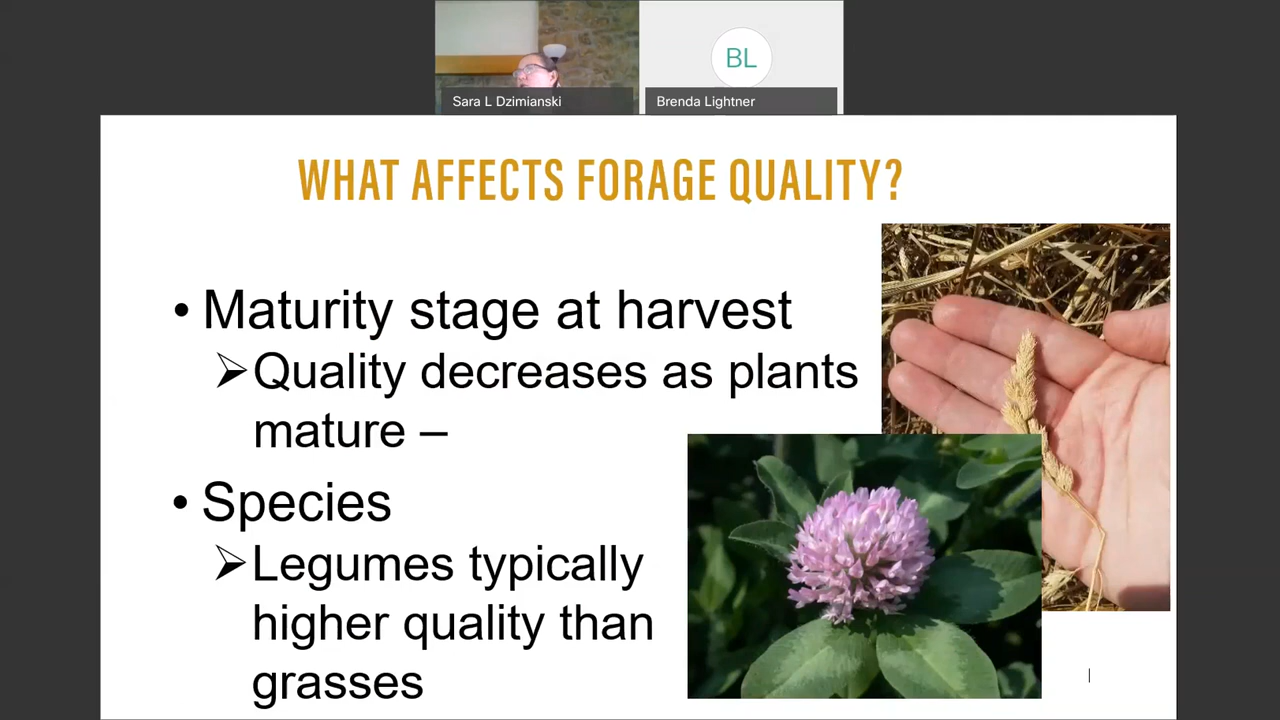 BL
Sara L Dzimianski
Brenda Lightner
WHAT AFFECTS FORAGE QUALITY?
• Maturity stage at harvest
➢Quality decreases as plants
mature –
• Species
➢Legumes typically
higher quality than
grasses